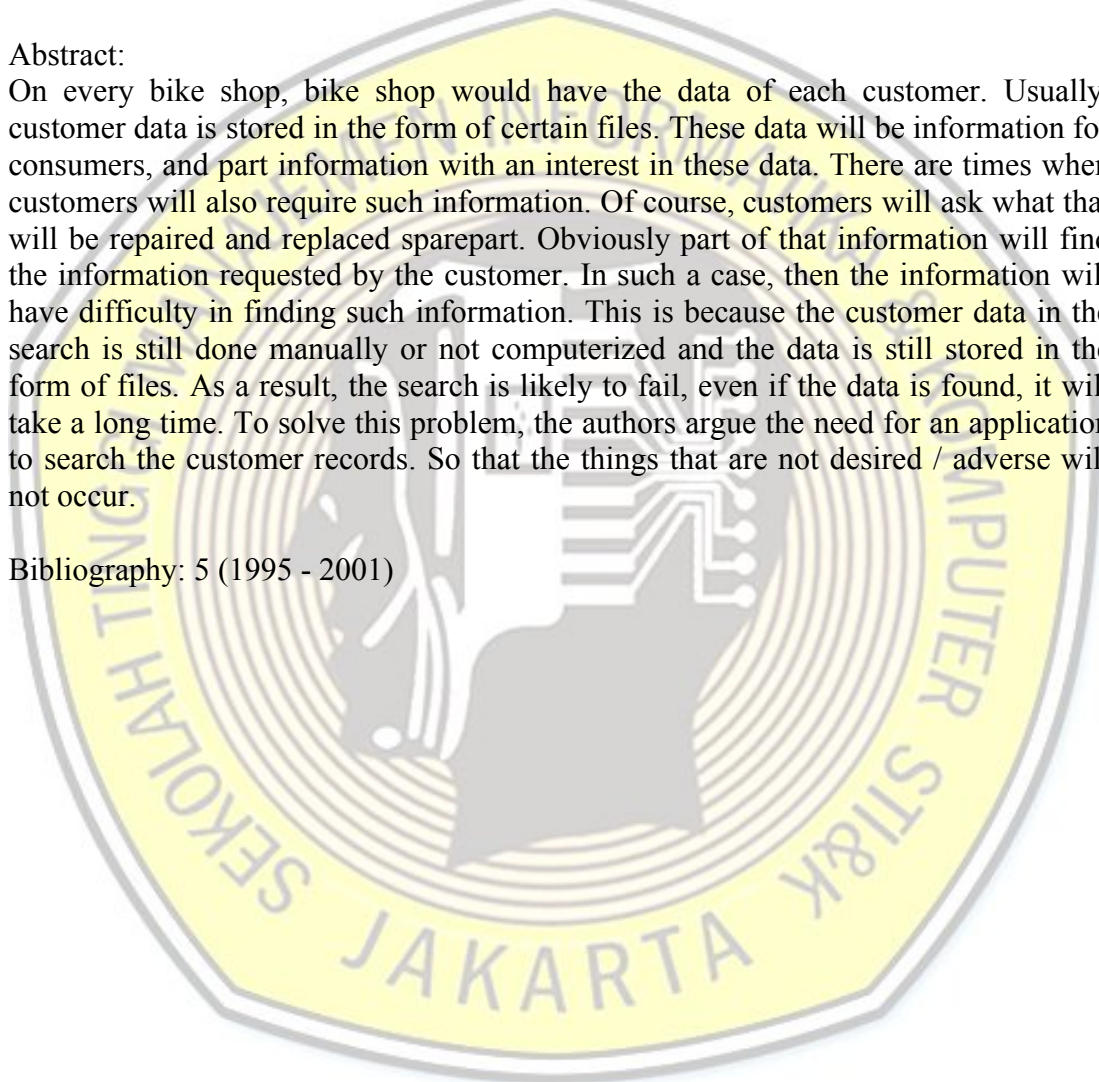 Abstract:
On every bike shop, bike shop would have the data of each customer. Usually
customer data is stored in the form of certain files. These data will be information fo
consumers, and part information with an interest in these data. There are times when
customers will also require such information. Of course, customers will ask what tha
will be repaired and replaced sparepart. Obviously part of that information will find
the information requested by the customer. In such a case, then the information wil
have difficulty in finding such information. This is because the customer data in the
search is still done manually or not computerized and the data is still stored in the
form of files. As a result, the search is likely to fail, even if the data is found, it wil
take a long time. To solve this problem, the authors argue the need for an application
to search the customer records. So that the things that are not desired / adverse wil
not occur.
Bibliography: 5 (1995 - 2001)
SEKOLAH TINGGI MANAJEMEN INFORMATIKA & KOMPUTER STI&K
JAKARTA